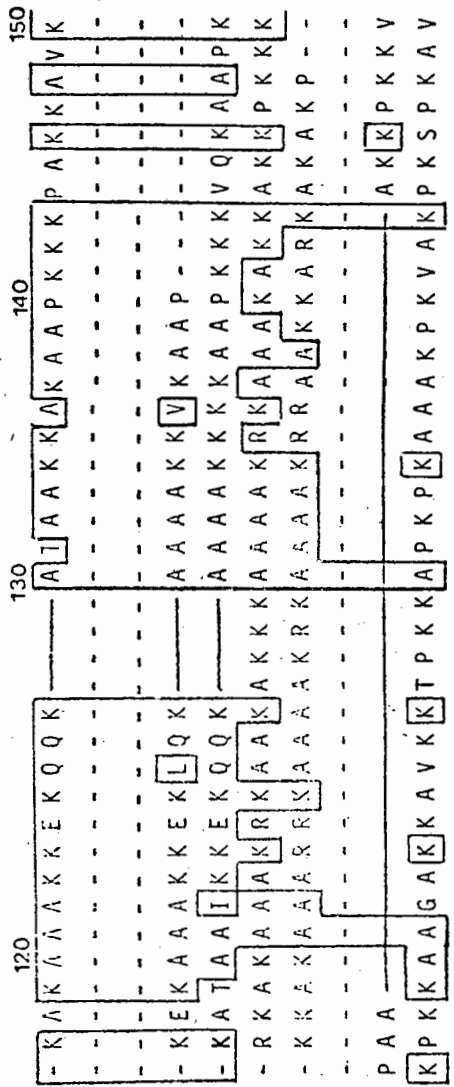 120 130 140 150
- K A K A A A A K K E K Q Q K — A I A A K K A K A A P K K K P A K K A V K
- - - - - - - - - - - - - - - - - - - - - - - - - - - - - - - -
- - - - - - - - - - - - - - - - - - - - - - - - - - - - - - - -
K E K A A A K K E K L Q K — A A A A A K K V K A A P - - - - - - -
- K A T A A I K K E K Q Q K — A A A A K K K K K A A P K K K V Q K A A P K
- R K A K A A A K R K A A K A K K K A A A A A K R K A A A K A K K A K K P K K K
K K A K A A A R R K A A A A K R K A A A A A K R R A A K K A R K A K A K P - -
- - - - - - - - - - - - - - - - - - - - - - - - - - - - - - - -
P A A — A K K P K K V
K P K K A A G A K K A V K K T P K K A P K P K A A A K P K V A K P K S P K A V